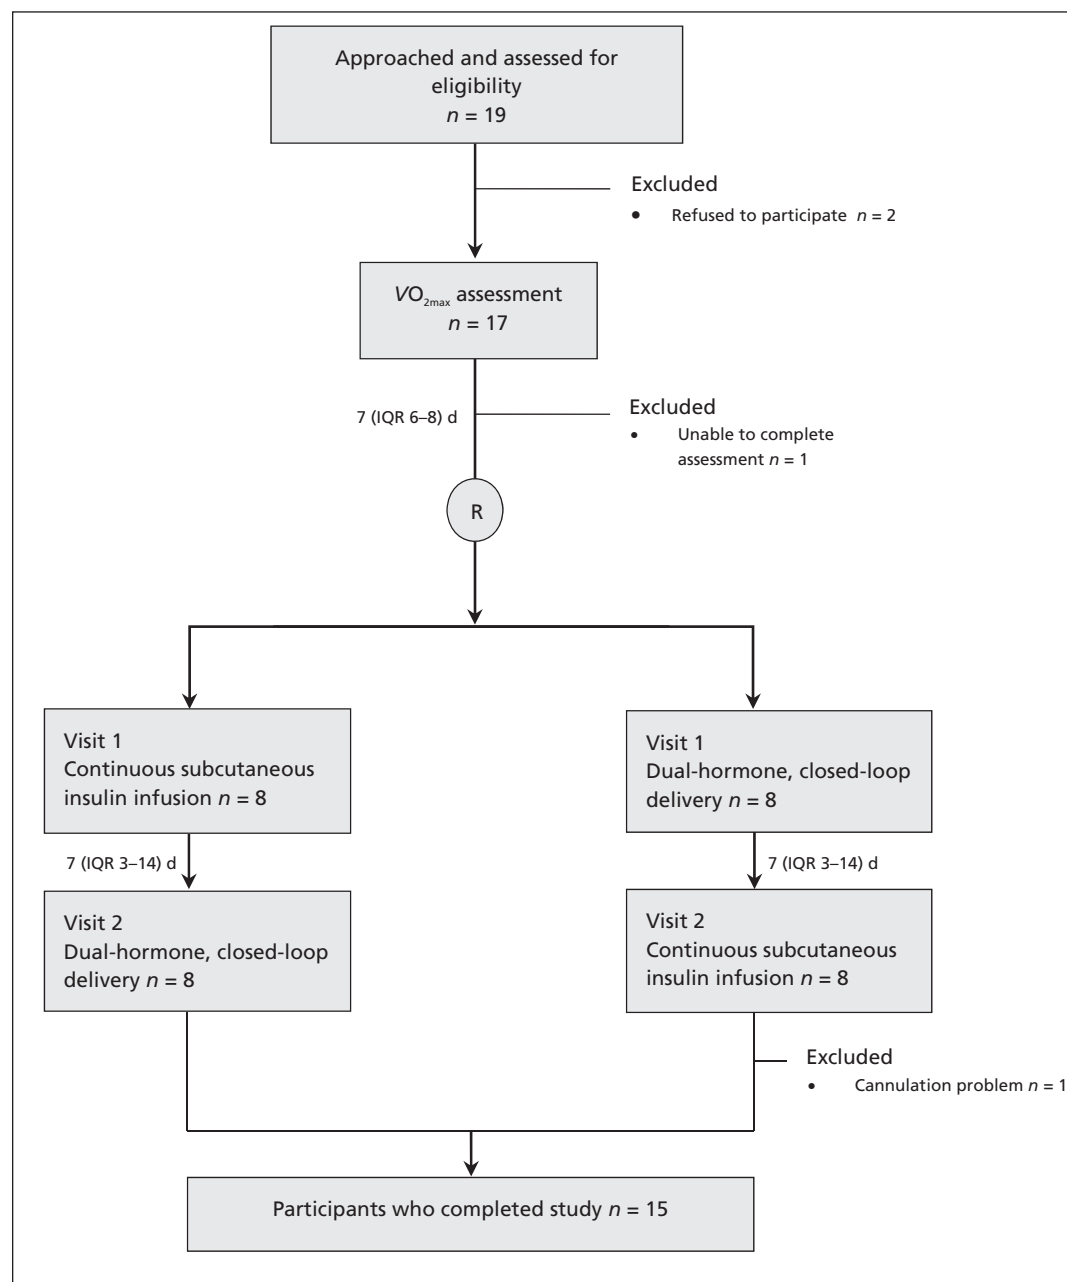 Approached and assessed for
eligibility
n = 19
Excluded
• Refused to participate n = 2
VO2max assessment
n = 17
7 (IQR 6–8) d
Excluded
• Unable to complete
assessment n = 1
R
Visit 1
Continuous subcutaneous
insulin infusion n = 8
Visit 1
Dual-hormone, closed-loop
delivery n = 8
7 (IQR 3–14) d
7 (IQR 3–14) d
Visit 2
Dual-hormone, closed-loop
delivery n = 8
Visit 2
Continuous subcutaneous
insulin infusion n = 8
Excluded
• Cannulation problem n = 1
Participants who completed study n = 15